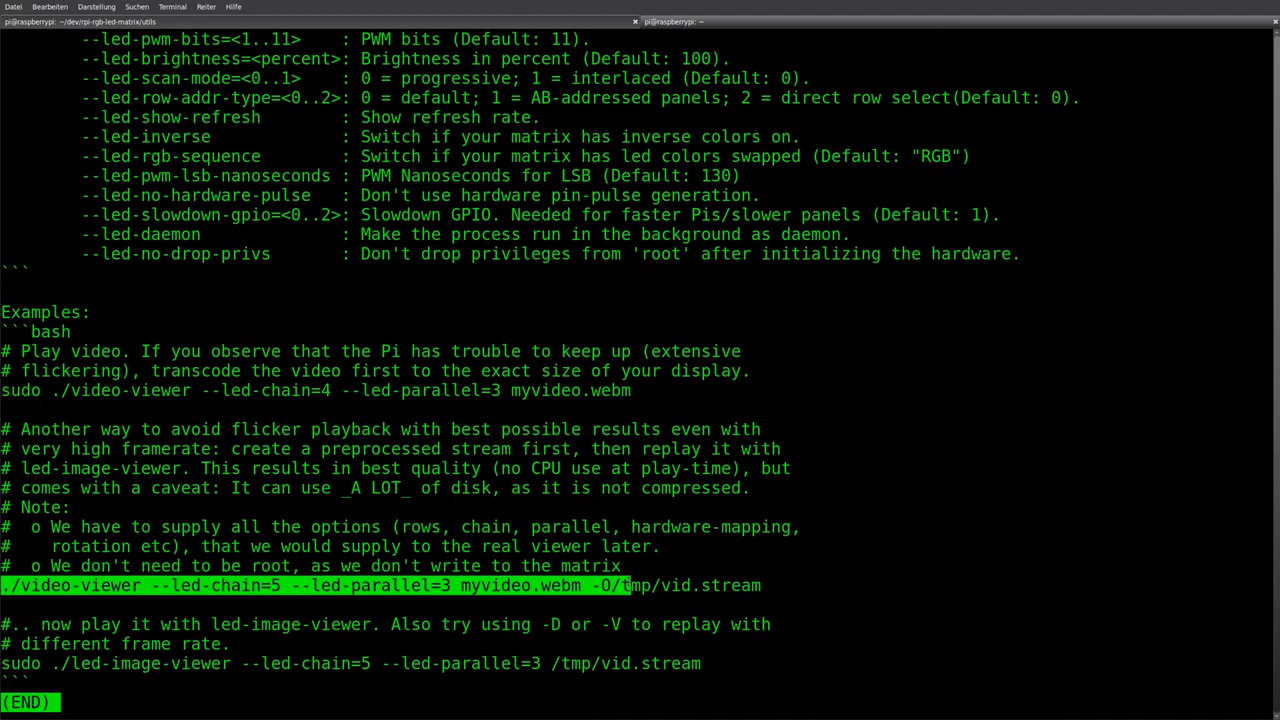 Datei Bearbeiten Darstellung Suchen Terminal Reiter Hilfe
pi@raspberrypi: ~/dev/rpi-rgb-led-matrix/utils × pi@raspberrypi: ~ ×
--led-pwm-bits=<1..11> : PWM bits (Default: 11).
--led-brightness=<percent>: Brightness in percent (Default: 100).
--led-scan-mode=<0..1> : 0 = progressive; 1 = interlaced (Default: 0).
--led-row-addr-type=<0..2>: 0 = default; 1 = AB-addressed panels; 2 = direct row select(Default: 0).
--led-show-refresh : Show refresh rate.
--led-inverse : Switch if your matrix has inverse colors on.
--led-rgb-sequence : Switch if your matrix has led colors swapped (Default: "RGB")
--led-pwm-lsb-nanoseconds : PWM Nanoseconds for LSB (Default: 130)
--led-no-hardware-pulse : Don't use hardware pin-pulse generation.
--led-slowdown-gpio=<0..2>: Slowdown GPIO. Needed for faster Pis/slower panels (Default: 1).
--led-daemon : Make the process run in the background as daemon.
--led-no-drop-privs : Don't drop privileges from 'root' after initializing the hardware.
```
Examples:
```bash
# Play video. If you observe that the Pi has trouble to keep up (extensive
# flickering), transcode the video first to the exact size of your display.
sudo ./video-viewer --led-chain=4 --led-parallel=3 myvideo.webm
# Another way to avoid flicker playback with best possible results even with
# very high framerate: create a preprocessed stream first, then replay it with
# led-image-viewer. This results in best quality (no CPU use at play-time), but
# comes with a caveat: It can use _A LOT_ of disk, as it is not compressed.
# Note:
#  o We have to supply all the options (rows, chain, parallel, hardware-mapping,
#    rotation etc), that we would supply to the real viewer later.
#  o We don't need to be root, as we don't write to the matrix
./video-viewer --led-chain=5 --led-parallel=3 myvideo.webm -O/tmp/vid.stream
#.. now play it with led-image-viewer. Also try using -D or -V to replay with
# different frame rate.
sudo ./led-image-viewer --led-chain=5 --led-parallel=3 /tmp/vid.stream
```
(END)